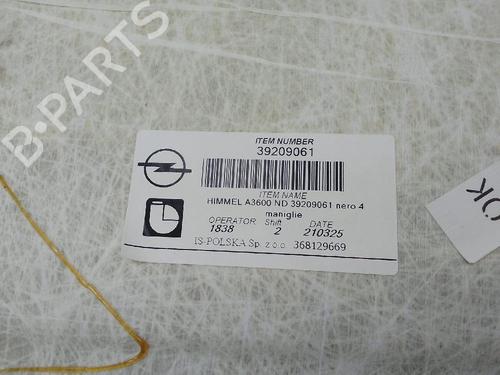 B-PARTS
ITEM NUMBER
39209061
ITEM NAME
HIMMEL A3600 ND 39209061 nero 4
maniglie
OPERATOR Shift DATE
1838 2 210325
IS-POLSKA Sp. z o.o. 368129669
OK